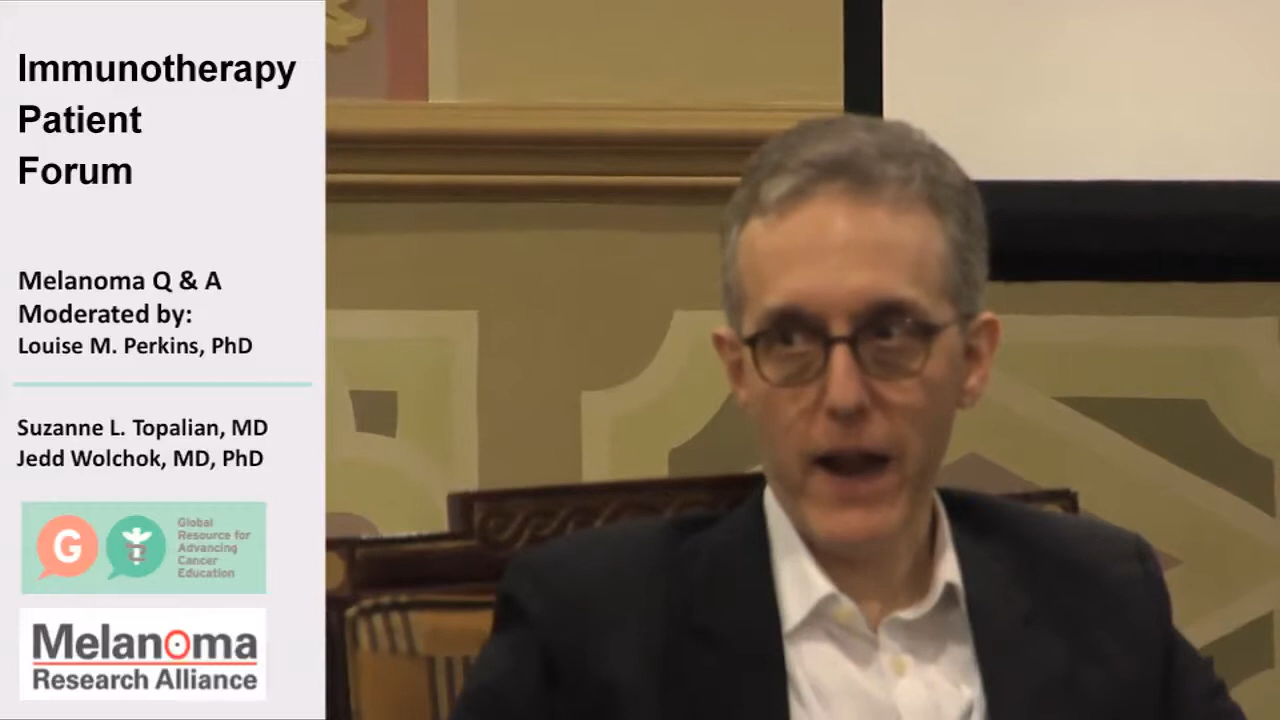 Immunotherapy
Patient
Forum
Melanoma Q & A
Moderated by:
Louise M. Perkins, PhD
Suzanne L. Topalian, MD
Jedd Wolchok, MD, PhD
G
Global
Resource for
Advancing
Cancer
Education
Melanoma
Research Alliance